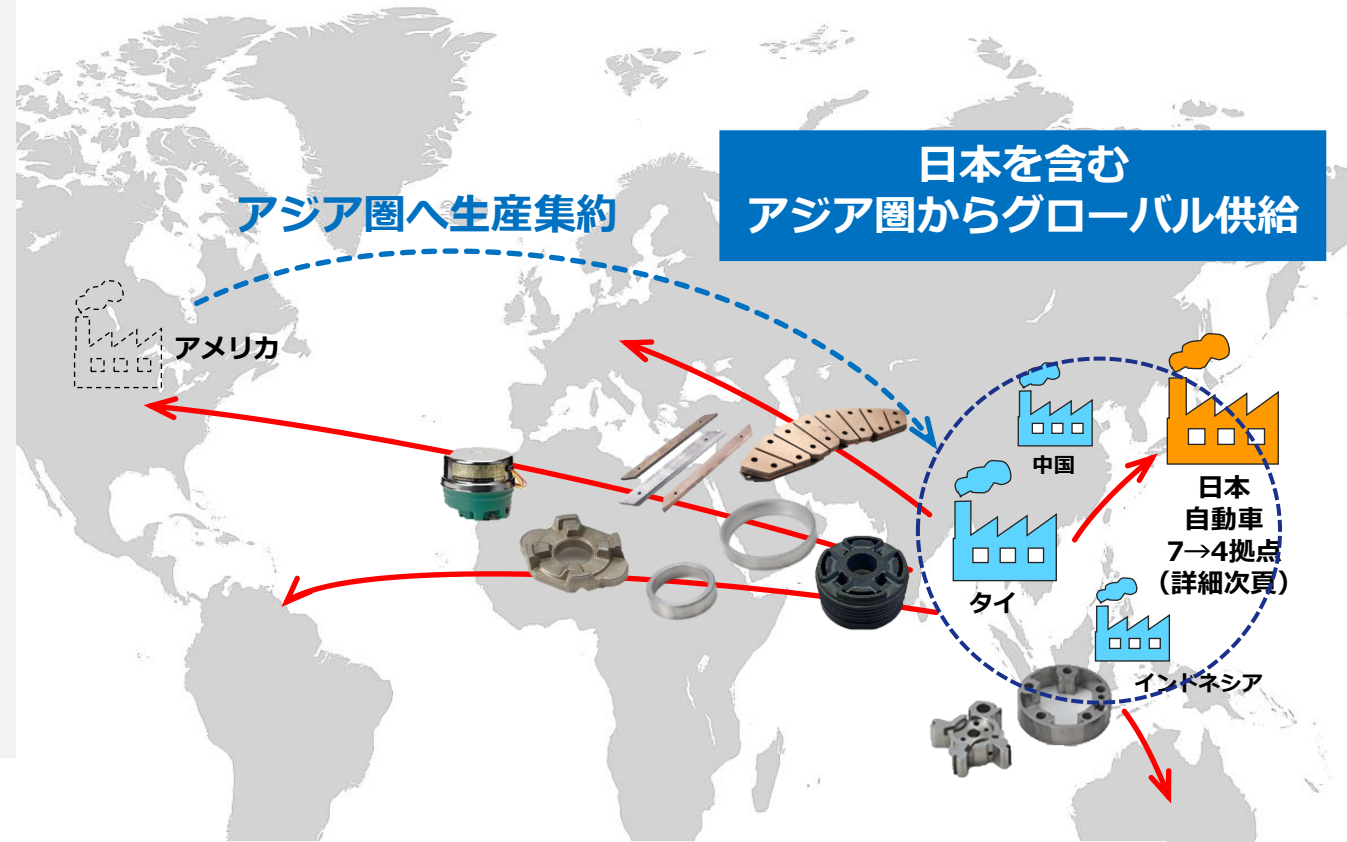 日本を含む
アジア圏からグローバル供給
アジア圏へ生産集約
アメリカ
中国
日本
自動車
7→4拠点
（詳細次頁）
タイ
インドネシア